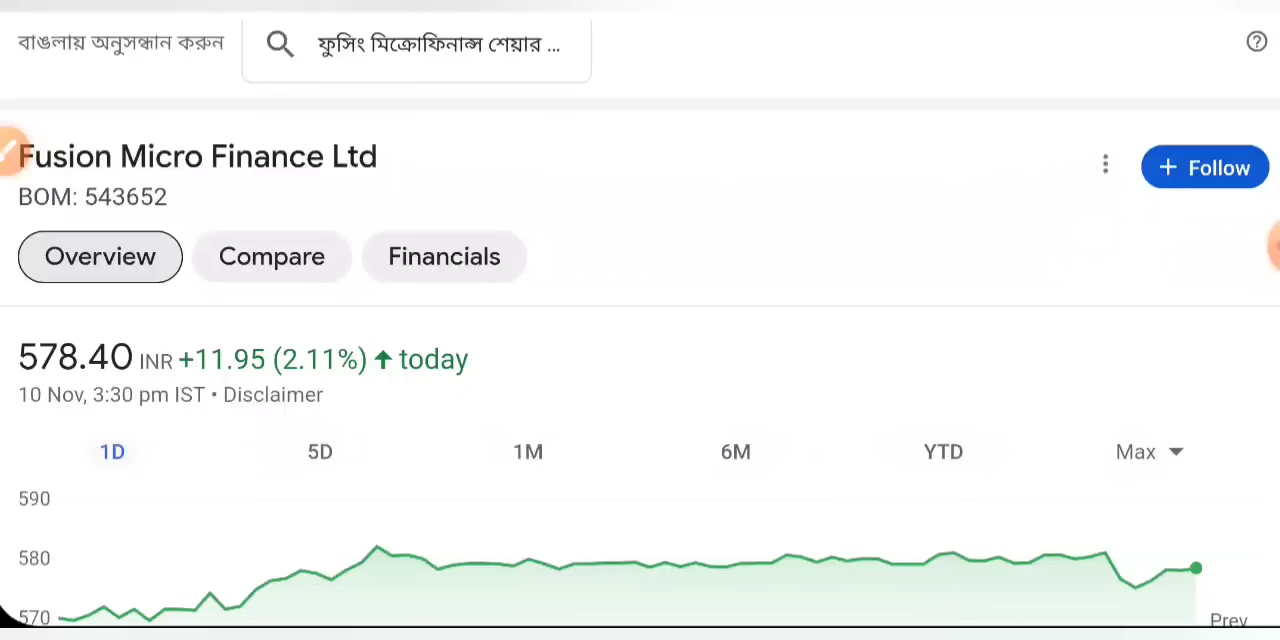 বাঙলায় অনুসন্ধান করুন
ফুসিং মিক্রোফিনান্স শেয়ার ...
Fusion Micro Finance Ltd
+ Follow
BOM: 543652
Overview Compare Financials
578.40 INR +11.95 (2.11%) ↑ today
10 Nov, 3:30 pm IST • Disclaimer
1D 5D 1M 6M YTD Max
590
580
570
Prev